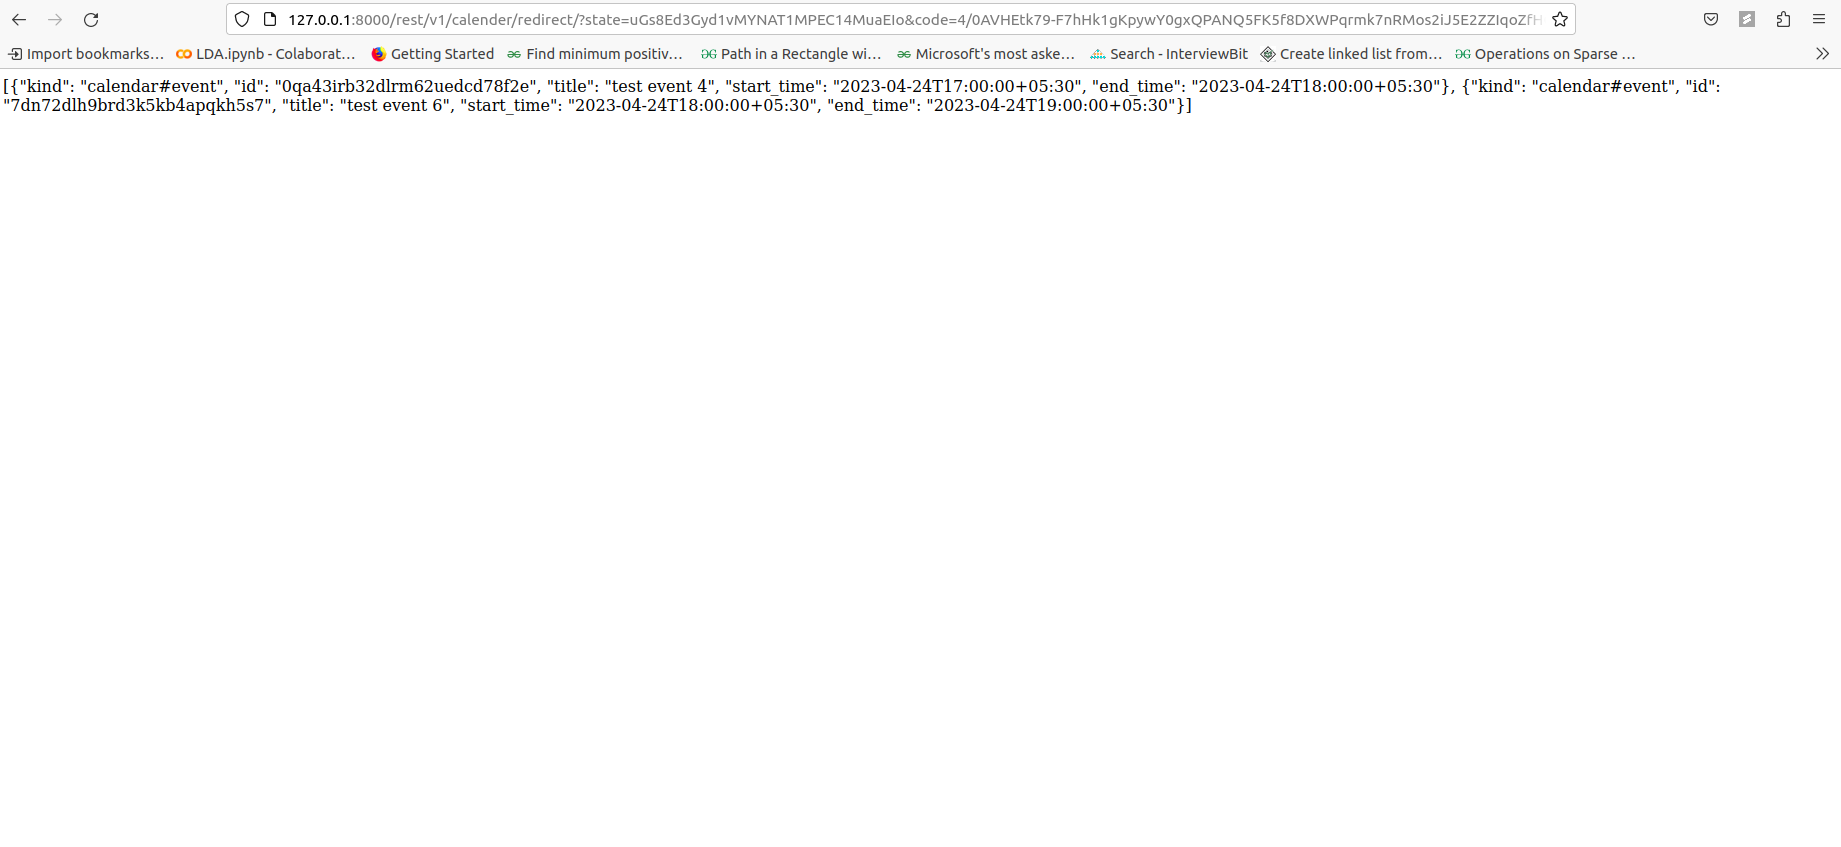 127.0.0.1:8000/rest/v1/calender/redirect/?state=uGs8Ed3Gyd1vMYNAT1MPEC14MuaEIo&code=4/0AVHEtk79-F7hHk1gKpywY0gxQPANQ5FK5f8DXWPqrmk7nRMos2iJ5E2ZZIqoZfH
Import bookmarks… LDA.ipynb - Colaborat… Getting Started Find minimum positiv… Path in a Rectangle wi… Microsoft's most aske… Search - InterviewBit Create linked list from… Operations on Sparse …
[{"kind": "calendar#event", "id": "0qa43irb32dlrm62uedcd78f2e", "title": "test event 4", "start_time": "2023-04-24T17:00:00+05:30", "end_time": "2023-04-24T18:00:00+05:30"}, {"kind": "calendar#event", "id":
"7dn72dlh9brd3k5kb4apqkh5s7", "title": "test event 6", "start_time": "2023-04-24T18:00:00+05:30", "end_time": "2023-04-24T19:00:00+05:30"}]